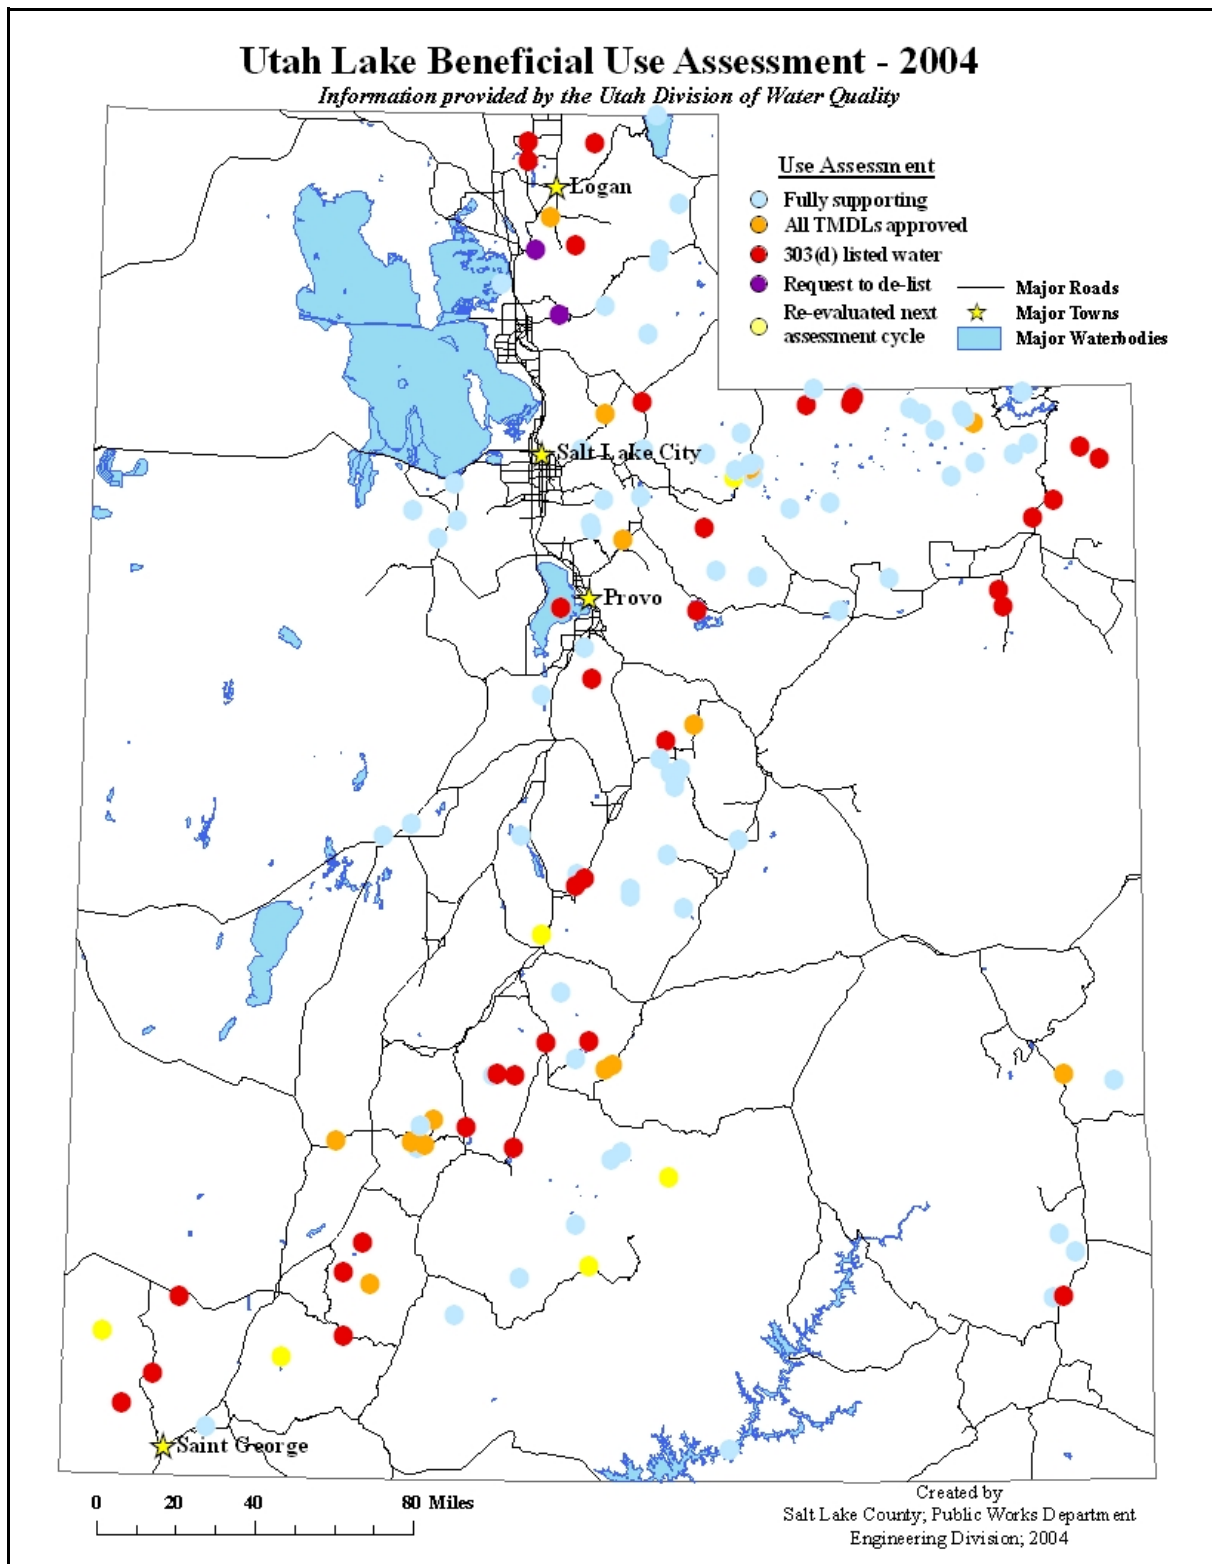 Utah Lake Beneficial Use Assessment - 2004
Information provided by the Utah Division of Water Quality
Use Assessment
Fully supporting
All TMDLs approved
303(d) listed water
Request to de-list
Re-evaluated next
assessment cycle
Major Roads
Major Towns
Major Waterbodies
Logan
Salt Lake City
Provo
Saint George
0 20 40 80 Miles
Created by
Salt Lake County; Public Works Department
Engineering Division; 2004